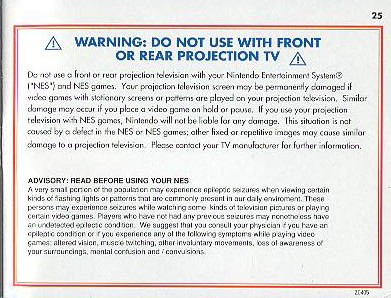 25
⚠ WARNING: DO NOT USE WITH FRONT
OR REAR PROJECTION TV ⚠
Do not use a front or rear projection television with your Nintendo Entertainment System®
("NES") and NES games. Your projection television screen may be permanently damaged if
video games with stationary screens or patterns are played on your projection television. Similar
damage may occur if you place a video game on hold or pause. If you use your projection
television with NES games, Nintendo will not be liable for any damage. This situation is not
caused by a defect in the NES or NES games; other fixed or repetitive images may cause similar
damage to a projection television. Please contact your TV manufacturer for further information.
ADVISORY: READ BEFORE USING YOUR NES
A very small portion of the population may experience epileptic seizures when viewing certain
kinds of flashing lights or patterns that are commonly present in our daily enviroment. These
persons may experience seizures while watching some kinds of television pictures or playing
certain video games. Players who have not had any previous seizures may nonetheless have
an undetected epileptic condition. We suggest that you consult your physician if you have an
epileptic condition or if you experience any of the following symptoms while playing video
games: altered vision, muscle twitching, other involuntary movements, loss of awareness of
your surroundings, mental confusion and / convulsions.